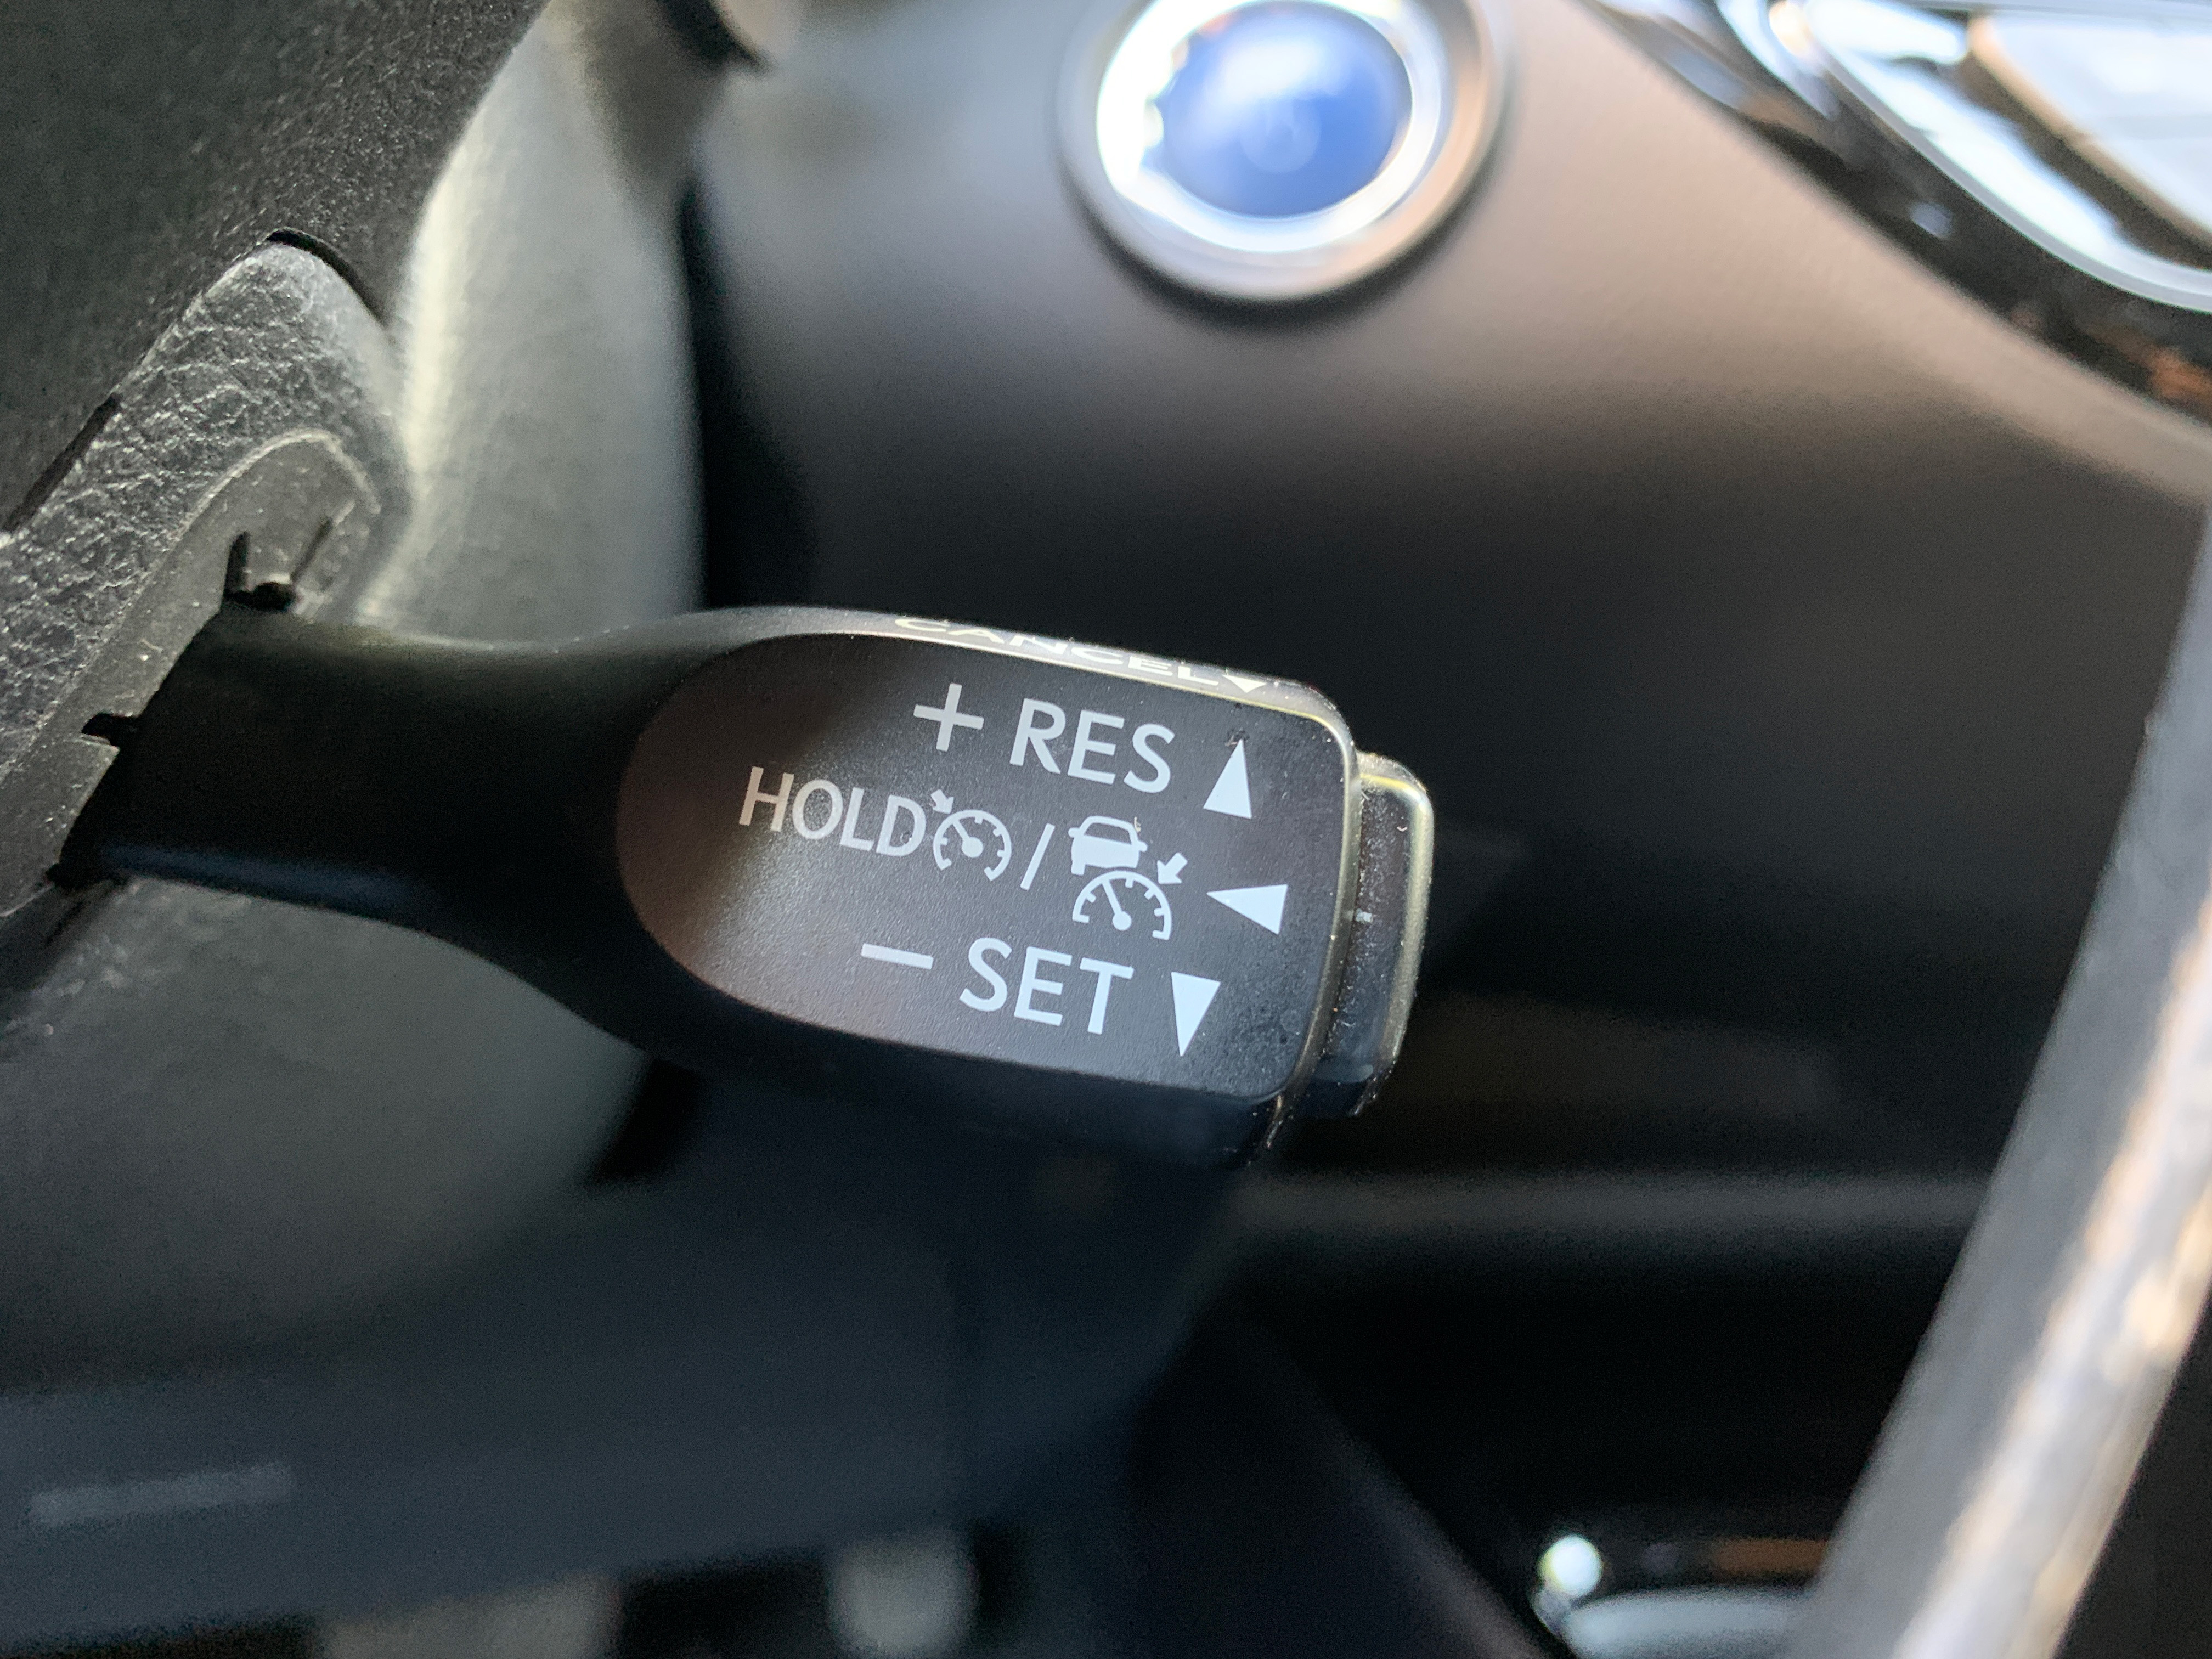 CANCEL▼
+ RES ▲
HOLD / ◀
− SET ▼